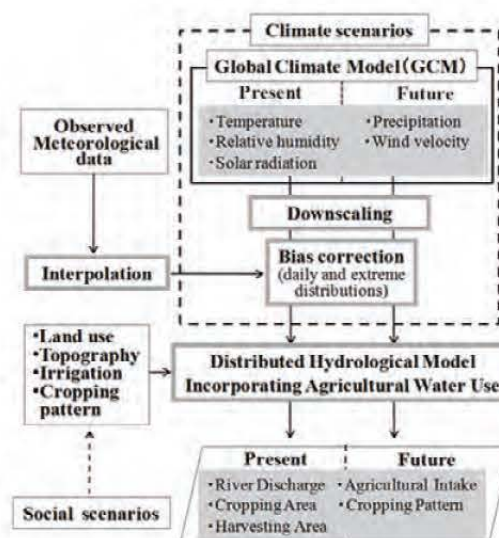 Climate scenarios
Global Climate Model(GCM)
Present
Future
・Temperature
・Relative humidity
・Solar radiation
・Precipitation
・Wind velocity
Observed
Meteorological
data
Downscaling
Interpolation
Bias correction
(daily and extreme
distributions)
•Land use
•Topography
•Irrigation
•Cropping
pattern
Distributed Hydrological Model
Incorporating Agricultural Water Use
Present
Future
・River Discharge
・Cropping Area
・Harvesting Area
・Agricultural Intake
・Cropping Pattern
Social scenarios